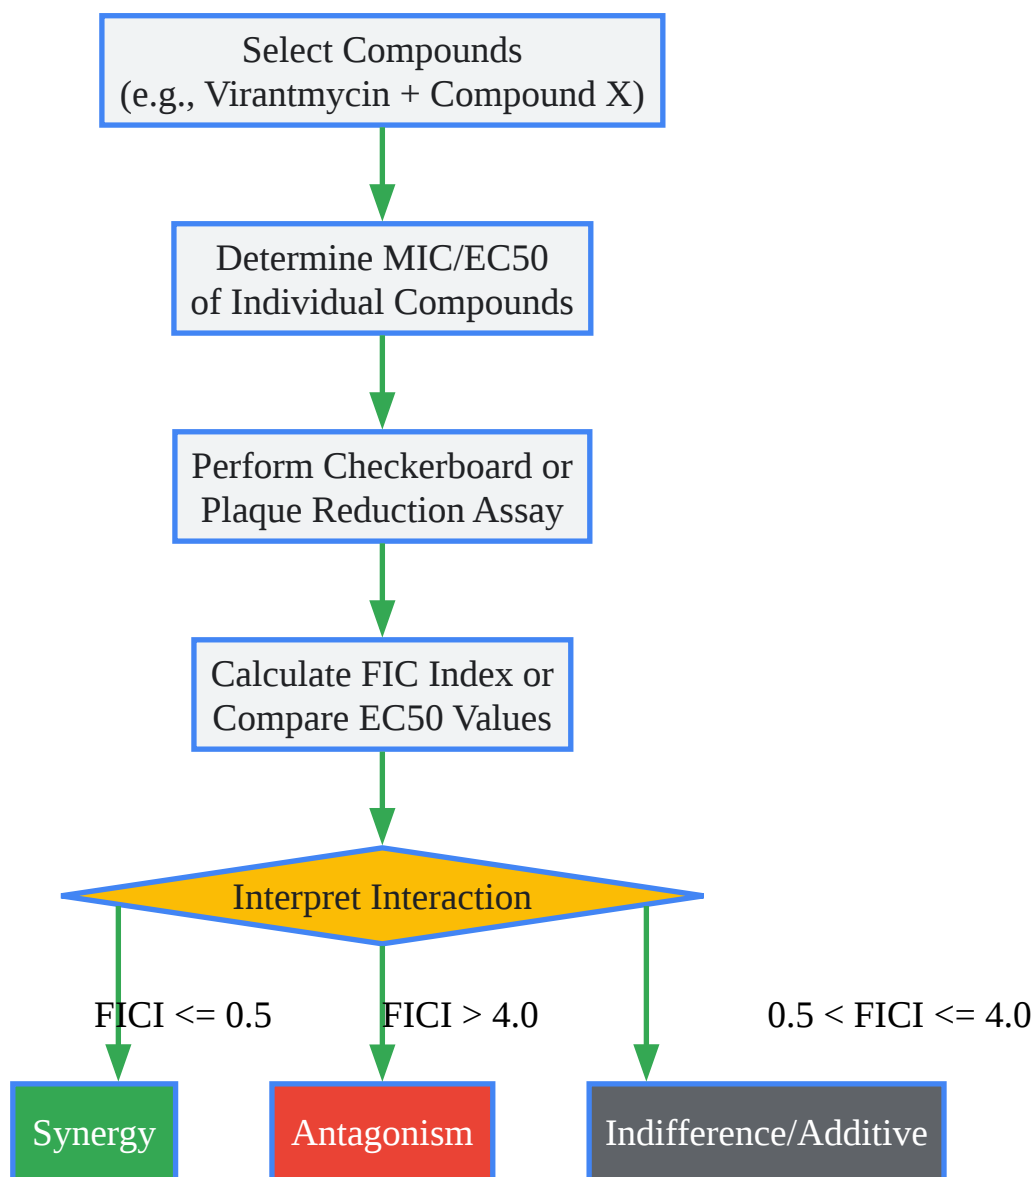 Select Compounds
(e.g., Virantmycin + Compound X)
Determine MIC/EC50
of Individual Compounds
Perform Checkerboard or
Plaque Reduction Assay
Calculate FIC Index or
Compare EC50 Values
Interpret Interaction
FICI <= 0.5
FICI > 4.0
0.5 < FICI <= 4.0
Synergy
Antagonism
Indifference/Additive